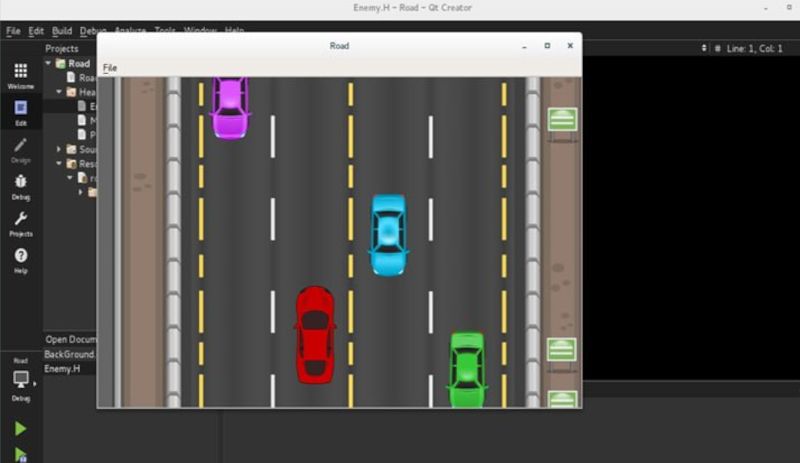 Enemy.H - Road - Qt Creator
File Edit Build Debug Analyze Tools Window Help
Road
File
Projects
Line: 1, Col: 1
Road
Welcome
Edit
Design
Debug
Projects
Help
Open Docum
BackGround.
Enemy.H
Road
Debug